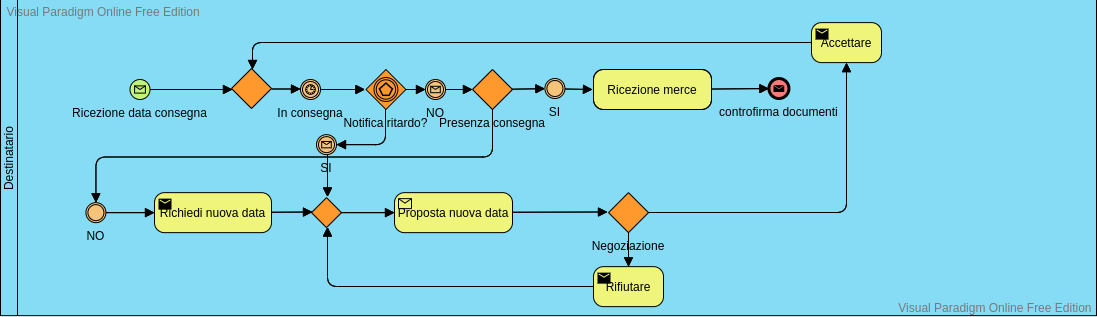 Visual Paradigm Online Free Edition
Destinatario
Accettare
Ricezione data consegna
In consegna
Notifica ritardo?
NO
Presenza consegna
SI
Ricezione merce
controfirma documenti
SI
NO
Richiedi nuova data
Proposta nuova data
Negoziazione
Rifiutare
Visual Paradigm Online Free Edition